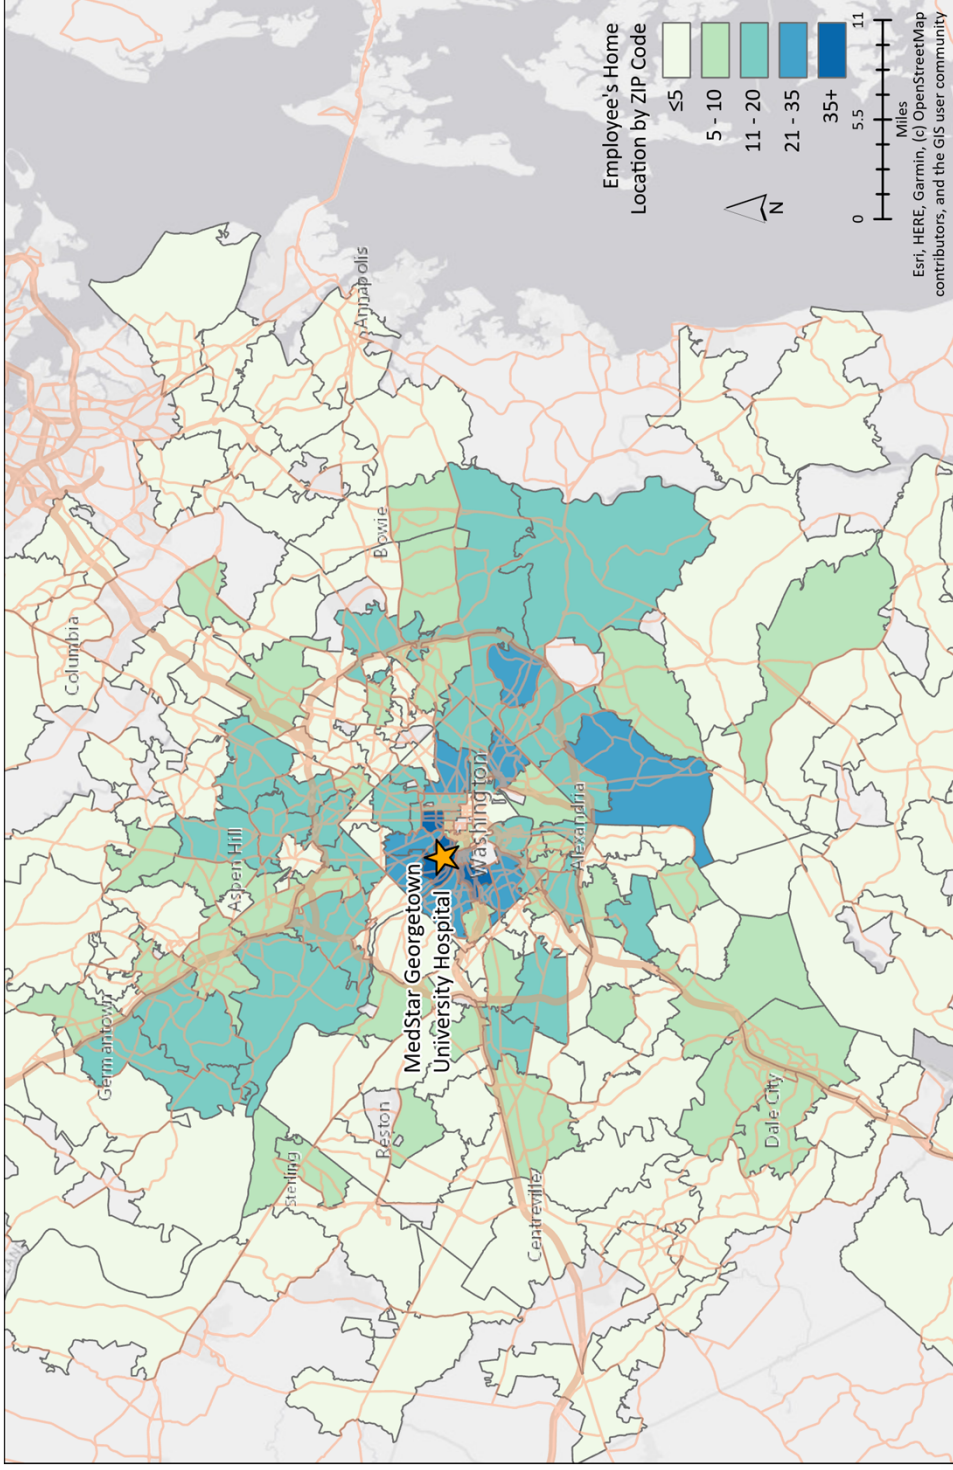 Columbia
Annapolis
Bowie
Aspen Hill
Germantown
Washington
Alexandria
MedStar Georgetown
University Hospital
Reston
Sterling
Centreville
Dale City
Employee's Home
Location by ZIP Code
≤5
5 - 10
11 - 20
21 - 35
35+
N
0 5.5 11
Miles
Esri, HERE, Garmin, (c) OpenStreetMap
contributors, and the GIS user community